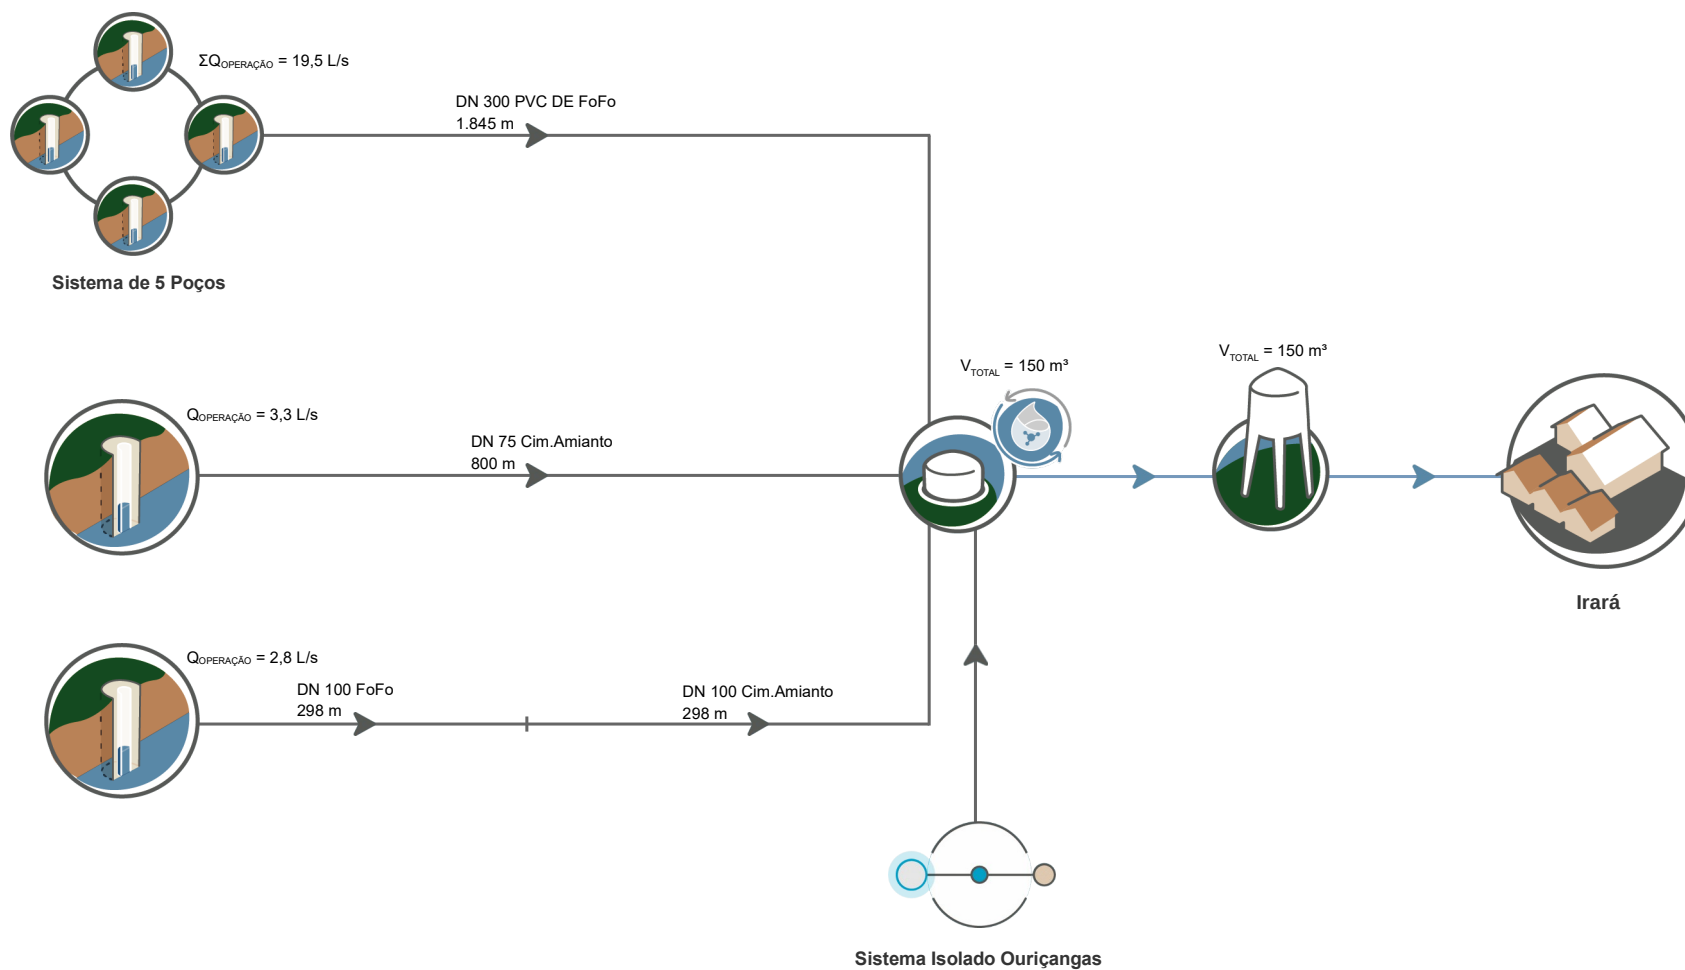 ΣQOPERAÇÃO = 19,5 L/s
DN 300 PVC DE FoFo
1.845 m
Sistema de 5 Poços
VTOTAL = 150 m³
VTOTAL = 150 m³
QOPERAÇÃO = 3,3 L/s
DN 75 Cim.Amianto
800 m
Irará
QOPERAÇÃO = 2,8 L/s
DN 100 FoFo
298 m
DN 100 Cim.Amianto
298 m
Sistema Isolado Ouriçangas